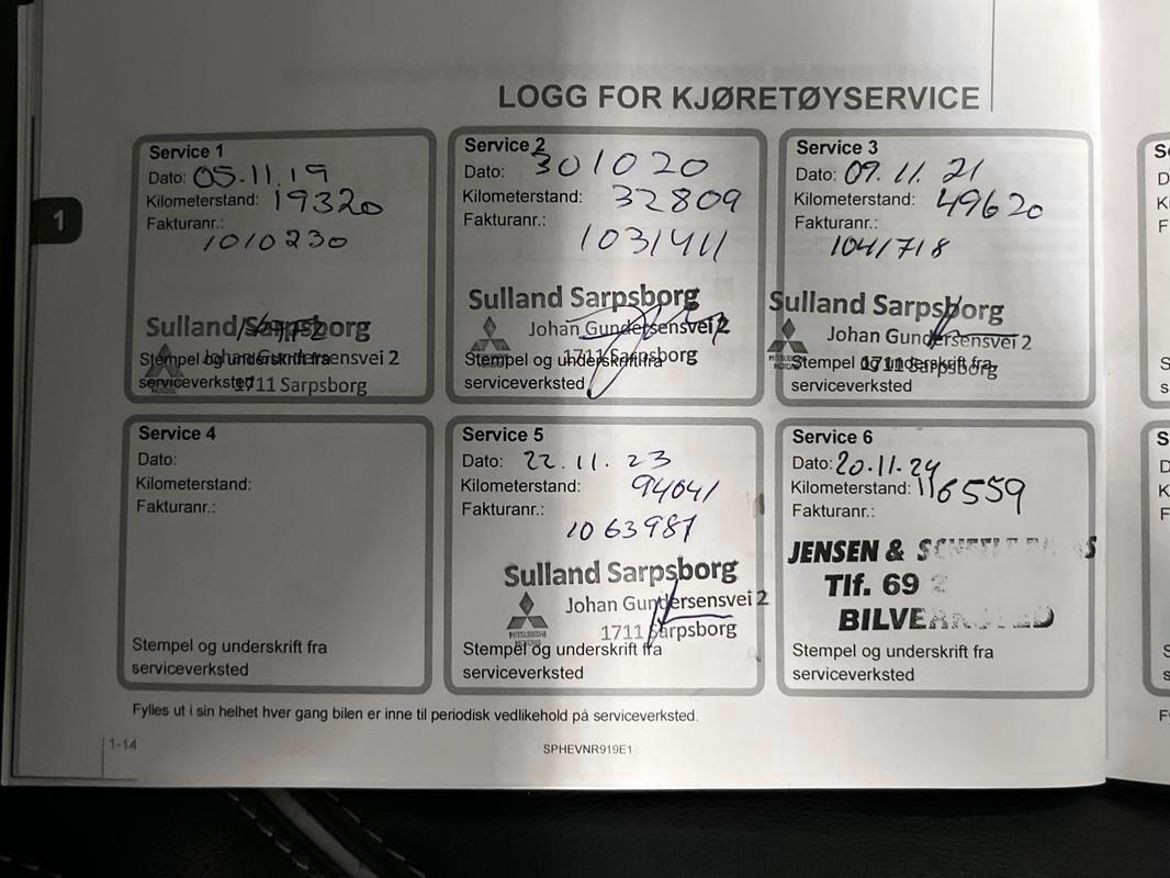 LOGG FOR KJØRETØYSERVICE
Service 1
Dato: 05.11.19
Kilometerstand: 19320
Fakturanr.:
1010230
Sulland Sarpsborg
Johan Gundersensvei 2
1711 Sarpsborg
Stempel og underskrift fra
serviceverksted
Service 2
Dato: 301020
Kilometerstand: 32809
Fakturanr.:
1031411
Sulland Sarpsborg
Johan Gundersensvei 2
1711 Sarpsborg
Stempel og underskrift fra
serviceverksted
Service 3
Dato: 09.11.21
Kilometerstand: 49620
Fakturanr.:
1041718
Sulland Sarpsborg
Johan Gundersensvei 2
MITSUBISHI
MOTORS
1711 Sarpsborg
Stempel og underskrift fra
serviceverksted
Service 4
Dato:
Kilometerstand:
Fakturanr.:
Stempel og underskrift fra
serviceverksted
Service 5
Dato: 22.11.23
Kilometerstand: 94041
Fakturanr.:
1063987
Sulland Sarpsborg
Johan Gundersensvei 2
MITSUBISHI
MOTORS
1711 Sarpsborg
Stempel og underskrift fra
serviceverksted
Service 6
Dato: 20.11.24
Kilometerstand: 116559
Fakturanr.:
JENSEN &
Tlf. 69
BILVERKSTED
Stempel og underskrift fra
serviceverksted
Fylles ut i sin helhet hver gang bilen er inne til periodisk vedlikehold på serviceverksted.
1-14
SPHEVNR919E1
1